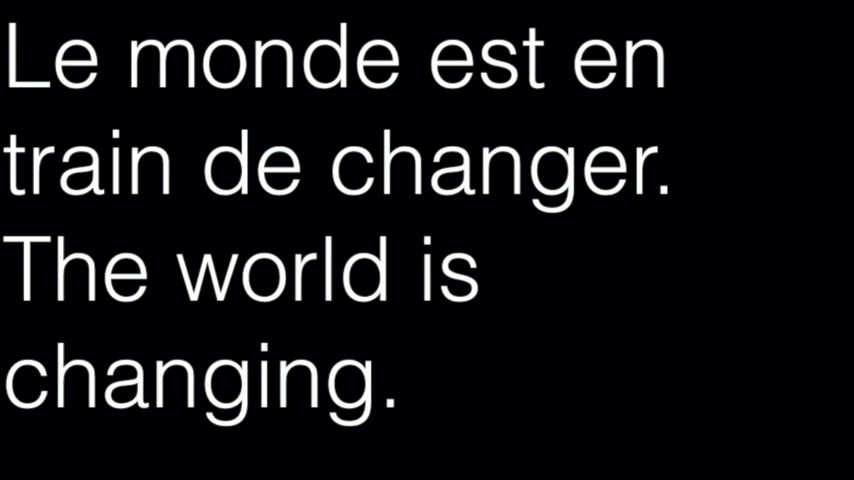 Le monde est en
train de changer.
The world is
changing.